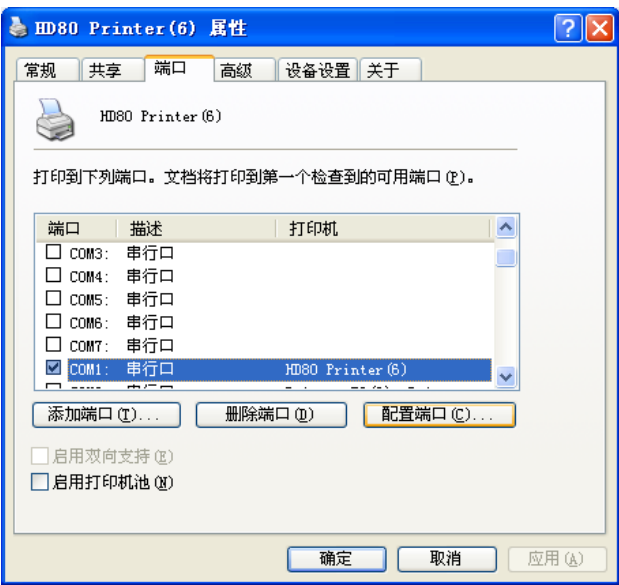 HD80 Printer(6) 属性
常规 共享 端口 高级 设备设置 关于
HD80 Printer(6)
打印到下列端口。文档将打印到第一个检查到的可用端口(P)。
端口 描述 打印机
COM3: 串行口
COM4: 串行口
COM5: 串行口
COM6: 串行口
COM7: 串行口
COM1: 串行口 HD80 Printer(6)
添加端口(T)... 删除端口(D) 配置端口(C)...
启用双向支持(E)
启用打印机池(N)
确定 取消 应用(A)